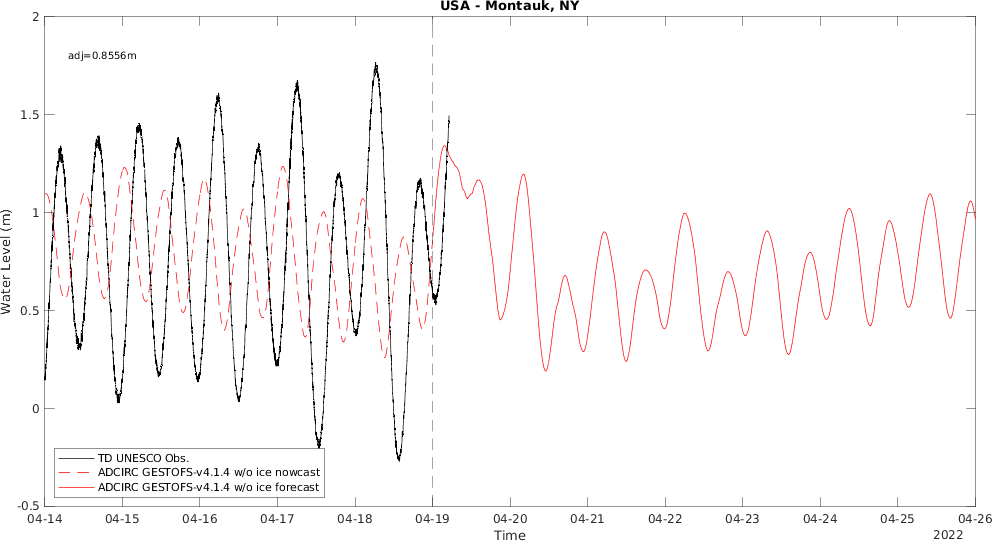 USA - Montauk, NY
adj=0.8556m
2
1.5
1
0.5
0
-0.5
Water Level (m)
TD UNESCO Obs.
ADCIRC GESTOFS-v4.1.4 w/o ice nowcast
ADCIRC GESTOFS-v4.1.4 w/o ice forecast
04-14 04-15 04-16 04-17 04-18 04-19 04-20 04-21 04-22 04-23 04-24 04-25 04-26
Time
2022